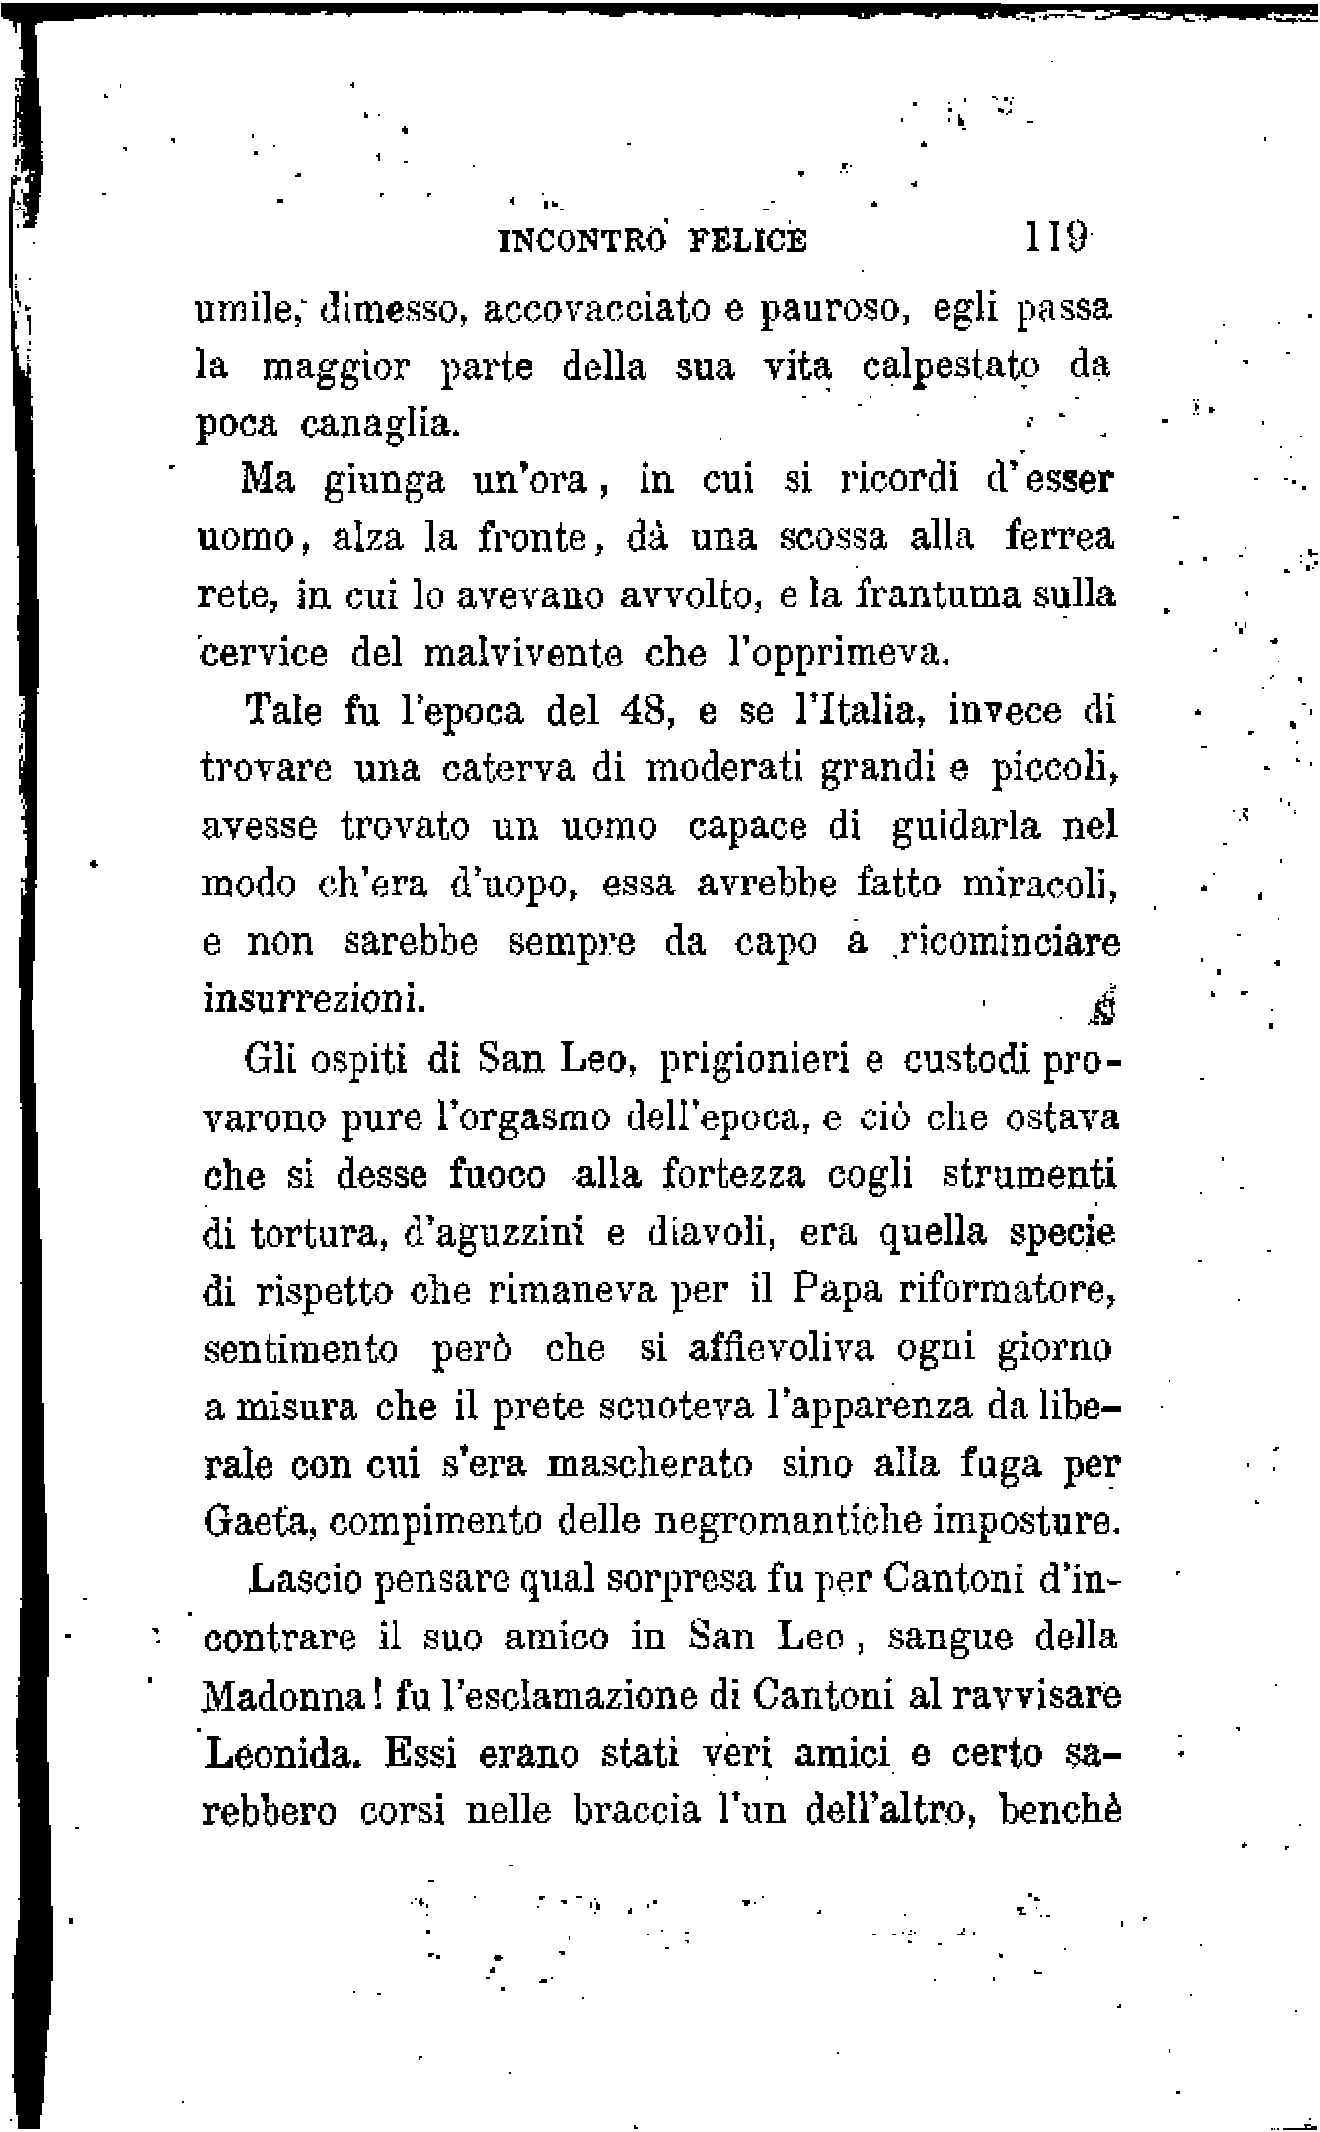 INCONTRO FELICE 119
umile, dimesso, accovacciato e pauroso, egli passa
la maggior parte della sua vita calpestato da
poca canaglia.
Ma giunga un'ora, in cui si ricordi d'esser
uomo, alza la fronte, dà una scossa alla ferrea
rete, in cui lo avevano avvolto, e la frantuma sulla
cervice del malvivente che l'opprimeva.
Tale fu l'epoca del 48, e se l'Italia, invece di
trovare una caterva di moderati grandi e piccoli,
avesse trovato un uomo capace di guidarla nel
modo ch'era d'uopo, essa avrebbe fatto miracoli,
e non sarebbe sempre da capo a ricominciare
insurrezioni.
Gli ospiti di San Leo, prigionieri e custodi pro-
varono pure l'orgasmo dell'epoca, e ciò che ostava
che si desse fuoco alla fortezza cogli strumenti
di tortura, d'aguzzini e diavoli, era quella specie
di rispetto che rimaneva per il Papa riformatore,
sentimento però che si affievoliva ogni giorno
a misura che il prete scuoteva l'apparenza da libe-
rale con cui s'era mascherato sino alla fuga per
Gaeta, compimento delle negromantiche imposture.
Lascio pensare qual sorpresa fu per Cantoni d'in-
contrare il suo amico in San Leo, sangue della
Madonna! fu l'esclamazione di Cantoni al ravvisare
Leonida. Essi erano stati veri amici e certo sa-
rebbero corsi nelle braccia l'un dell'altro, benchè